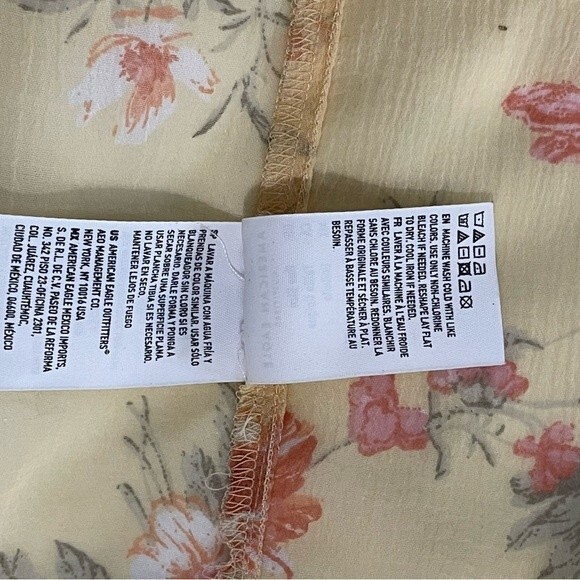 EN MACHINE WASH COLD WITH LIKE
COLORS. USE ONLY NON-CHLORINE
BLEACH IF NEEDED. RESHAPE LAY FLAT
TO DRY. COOL IRON IF NEEDED.
FR LAVER À LA MACHINE À L'EAU FROIDE
AVEC COULEURS SIMILAIRES. BLANCHIR
SANS CHLORE AU BESOIN. REDONNER LA
FORME ORIGINALE ET SÉCHER À PLAT.
REPASSER À BASSE TEMPÉRATURE AU
BESOIN.
SP LAVAR A MÁQUINA CON AGUA FRÍA Y
PRENDAS DE COLOR SIMILAR. USAR SÓLO
BLANQUEADOR SIN CLORO SI ES
NECESARIO. DARLE FORMA Y PONGA A
SECAR SOBRE UNA SUPERFICIE PLANA.
USAR PLANCHA TIBIA SI ES NECESARIO.
NO LAVAR EN SECO.
MANTENER LEJOS DE FUEGO
US AMERICAN EAGLE OUTFITTERS®
AEO MANAGEMENT CO.
NEW YORK, NY 10016 USA
MX AMERICAN EAGLE MEXICO IMPORTS,
S. DE R.L. DE C.V. PASEO DE LA REFORMA
NO. 342 PISO 23-OFICINA 2301,
COL. JUÁREZ, CUAUHTEMOC,
CIUDAD DE MÉXICO, 06600, MÉXICO